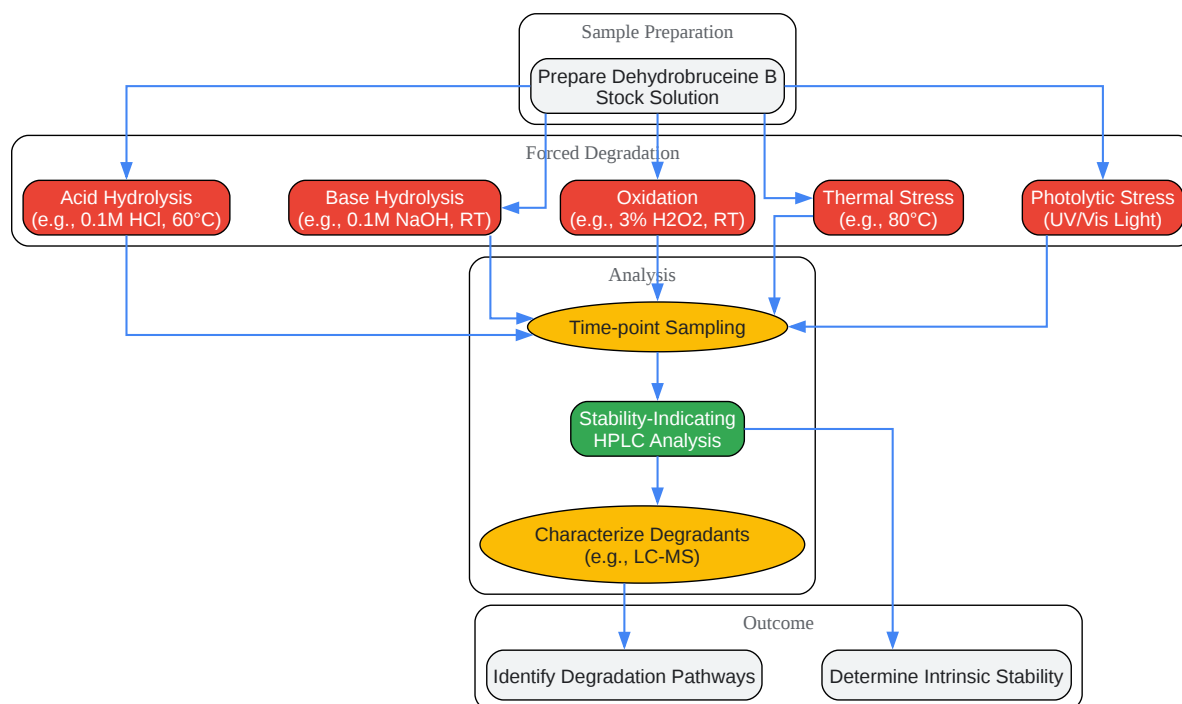 Sample Preparation
Prepare Dehydrobruceine B
Stock Solution
Forced Degradation
Acid Hydrolysis
(e.g., 0.1M HCl, 60°C)
Base Hydrolysis
(e.g., 0.1M NaOH, RT)
Oxidation
(e.g., 3% H2O2, RT)
Thermal Stress
(e.g., 80°C)
Photolytic Stress
(UV/Vis Light)
Analysis
Time-point Sampling
Stability-Indicating
HPLC Analysis
Characterize Degradants
(e.g., LC-MS)
Outcome
Identify Degradation Pathways
Determine Intrinsic Stability